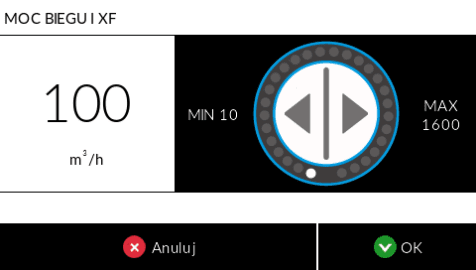 MOC BIEGU I XF
100
m³/h
MIN 10
MAX
1600
Anuluj
OK